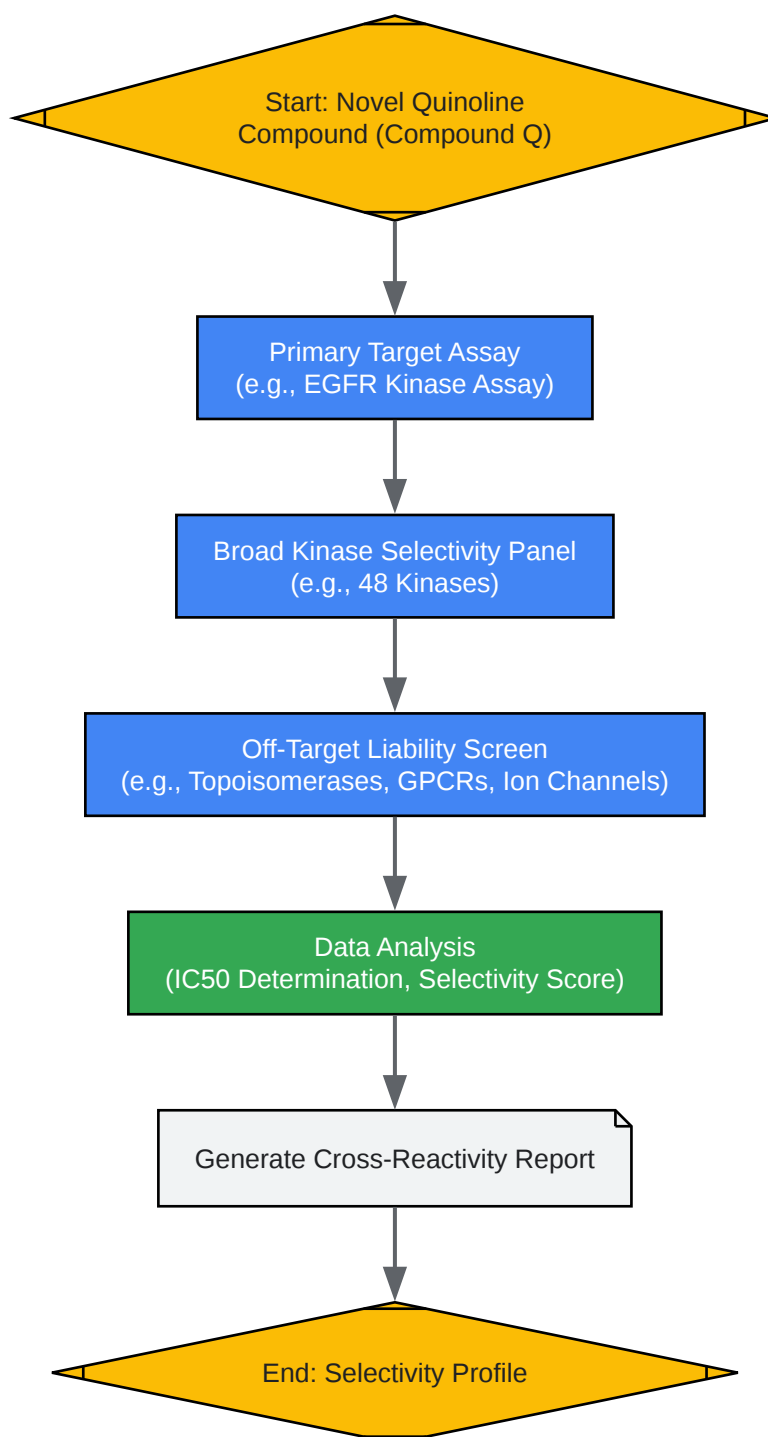 Start: Novel Quinoline
Compound (Compound Q)
Primary Target Assay
(e.g., EGFR Kinase Assay)
Broad Kinase Selectivity Panel
(e.g., 48 Kinases)
Off-Target Liability Screen
(e.g., Topoisomerases, GPCRs, Ion Channels)
Data Analysis
(IC50 Determination, Selectivity Score)
Generate Cross-Reactivity Report
End: Selectivity Profile